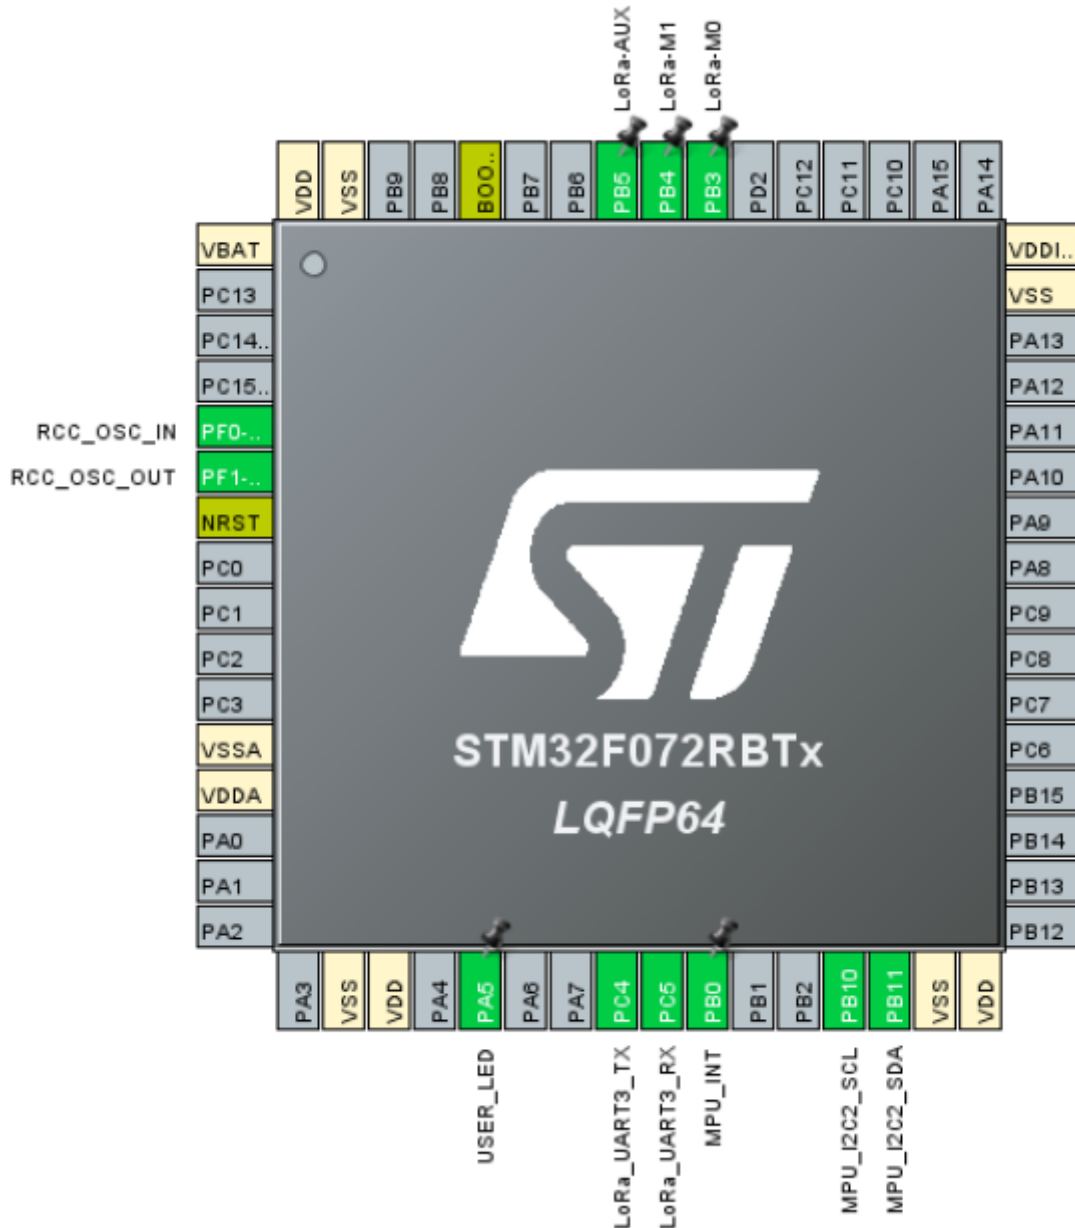 LoRa-AUX
LoRa-M1
LoRa-M0
VDD
VSS
PB9
PB8
BOO..
PB7
PB6
PB5
PB4
PB3
PD2
PC12
PC11
PC10
PA15
PA14
VBAT
PC13
PC14..
PC15..
RCC_OSC_IN PF0-..
RCC_OSC_OUT PF1-..
NRST
PC0
PC1
PC2
PC3
VSSA
VDDA
PA0
PA1
PA2
VDDI..
VSS
PA13
PA12
PA11
PA10
PA9
PA8
PC9
PC8
PC7
PC6
PB15
PB14
PB13
PB12
ST
STM32F072RBTx
LQFP64
PA3
VSS
VDD
PA4
PA5
PA6
PA7
PC4
PC5
PB0
PB1
PB2
PB10
PB11
VSS
VDD
USER_LED
LoRa_UART3_TX
LoRa_UART3_RX
MPU_INT
MPU_I2C2_SCL
MPU_I2C2_SDA